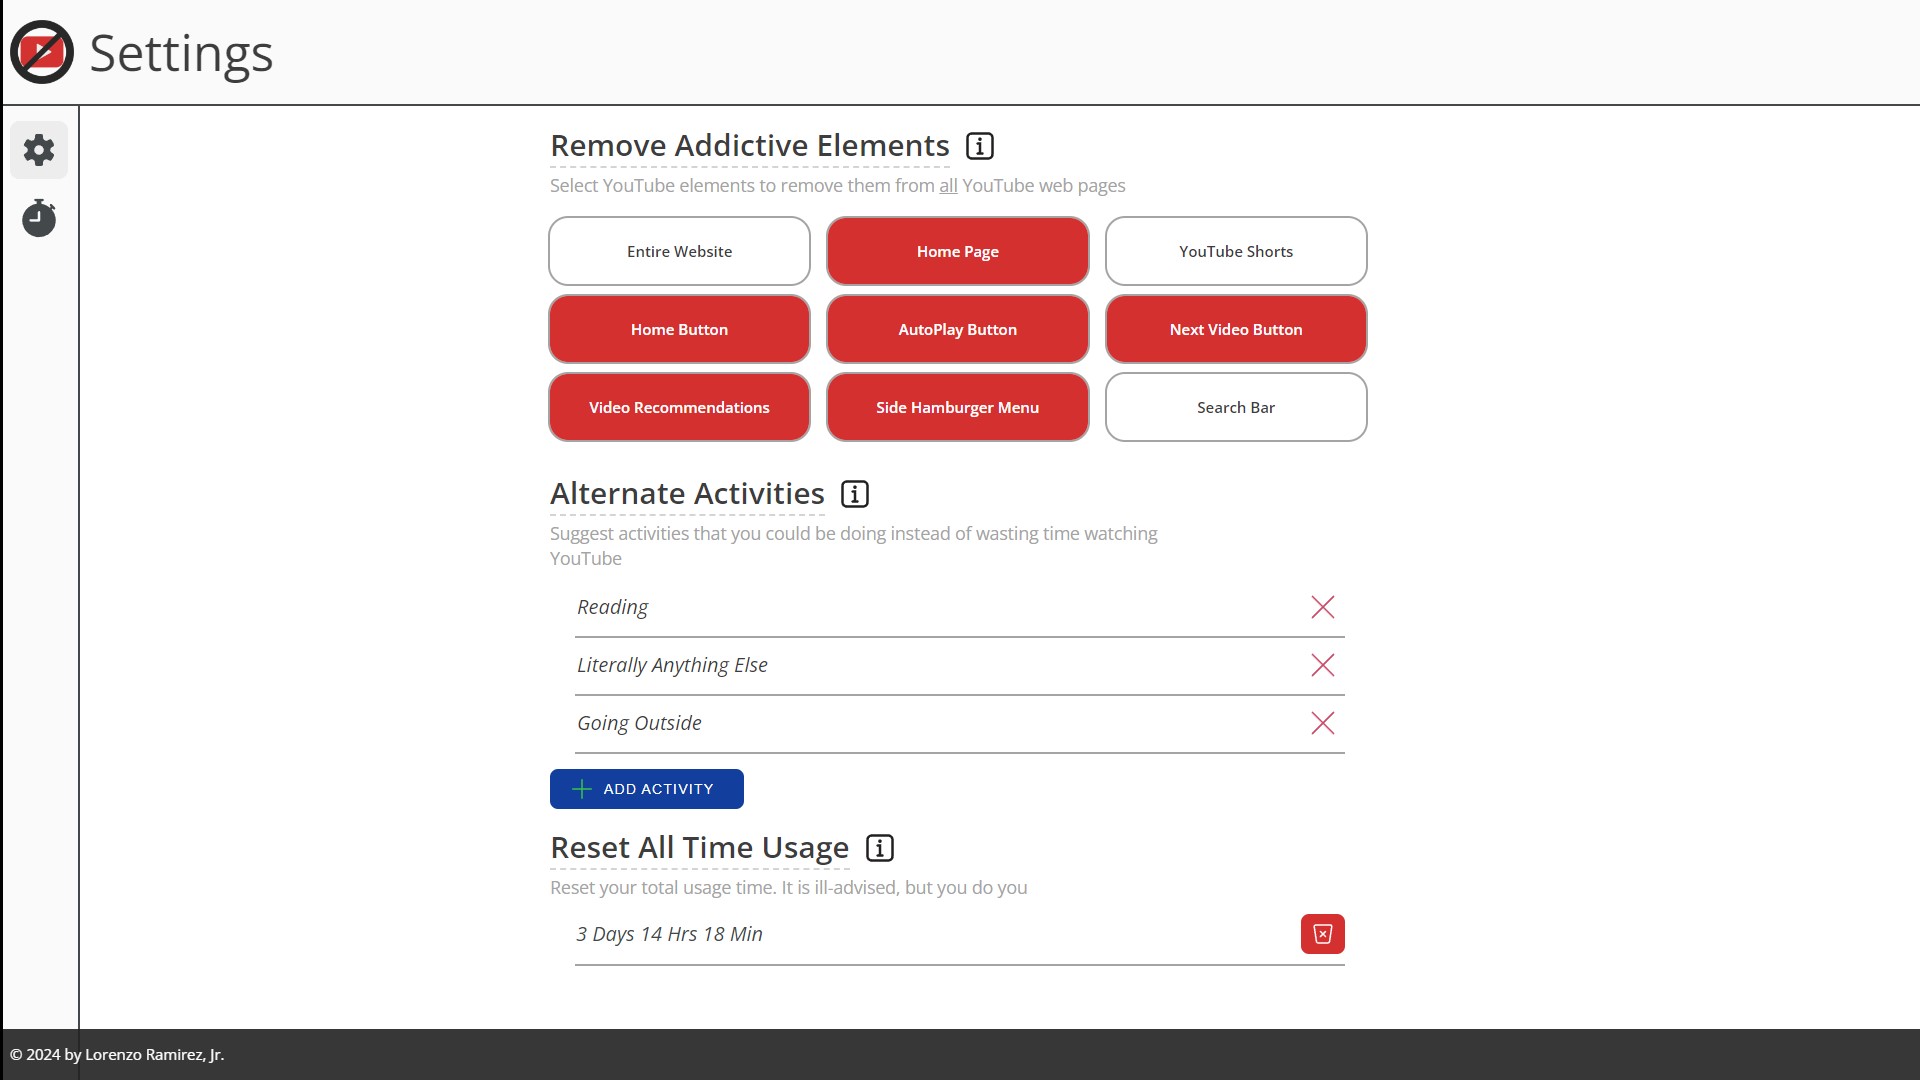 Settings
Remove Addictive Elements
Select YouTube elements to remove them from all YouTube web pages
Entire Website
Home Page
YouTube Shorts
Home Button
AutoPlay Button
Next Video Button
Video Recommendations
Side Hamburger Menu
Search Bar
Alternate Activities
Suggest activities that you could be doing instead of wasting time watching
YouTube
Reading
Literally Anything Else
Going Outside
ADD ACTIVITY
Reset All Time Usage
Reset your total usage time. It is ill-advised, but you do you
3 Days 14 Hrs 18 Min
© 2024 by Lorenzo Ramirez, Jr.